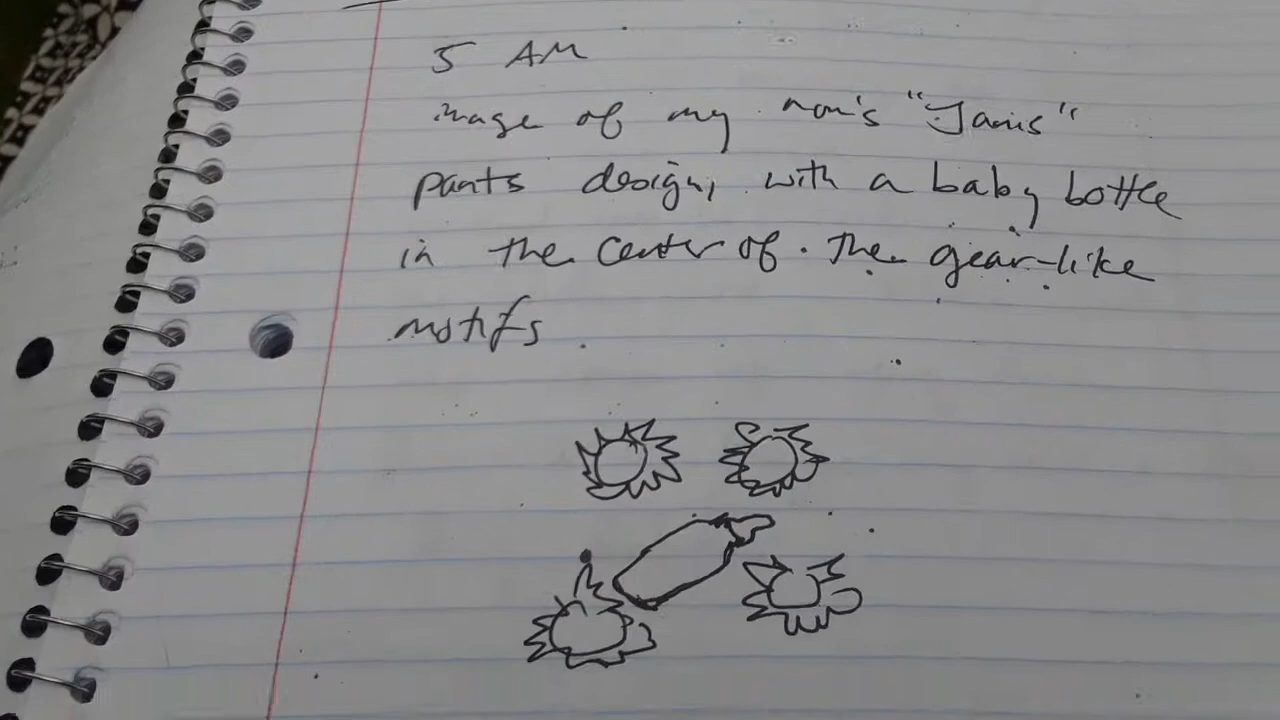 5 AM
image of my mom's "Janis"
pants design, with a baby bottle
in the center of the gear-like
motifs